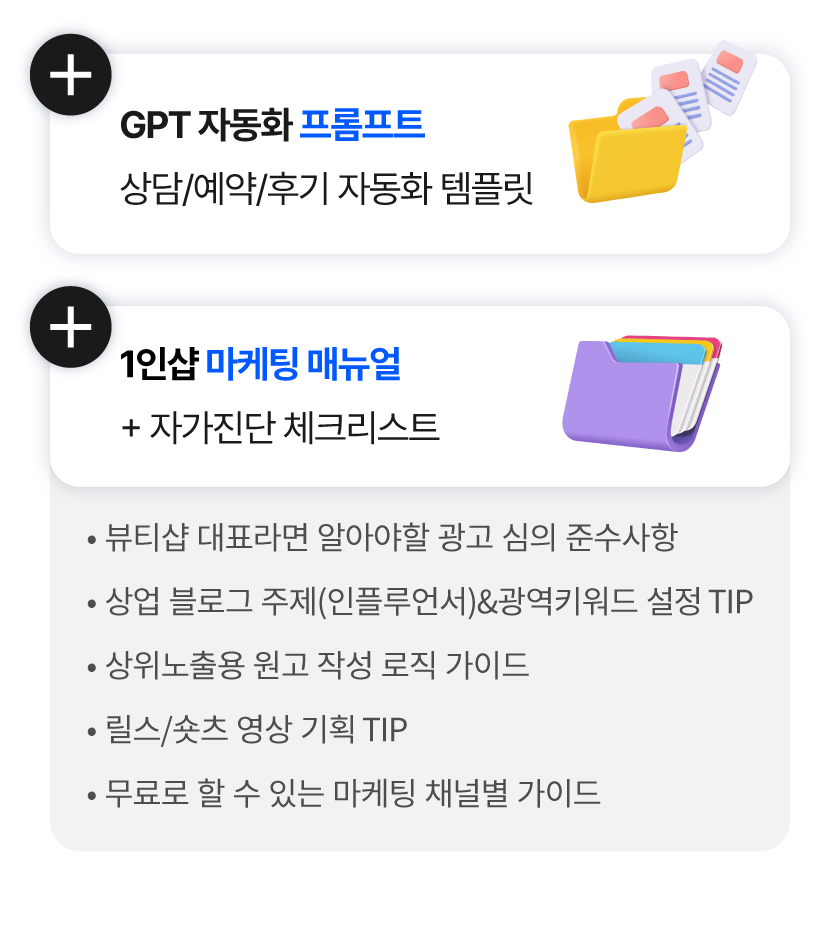 GPT 자동화 프롬프트
상담/예약/후기 자동화 템플릿
1인샵 마케팅 매뉴얼
+ 자가진단 체크리스트
• 뷰티샵 대표라면 알아야할 광고 심의 준수사항
• 상업 블로그 주제(인플루언서)&광역키워드 설정 TIP
• 상위노출용 원고 작성 로직 가이드
• 릴스/숏츠 영상 기획 TIP
• 무료로 할 수 있는 마케팅 채널별 가이드